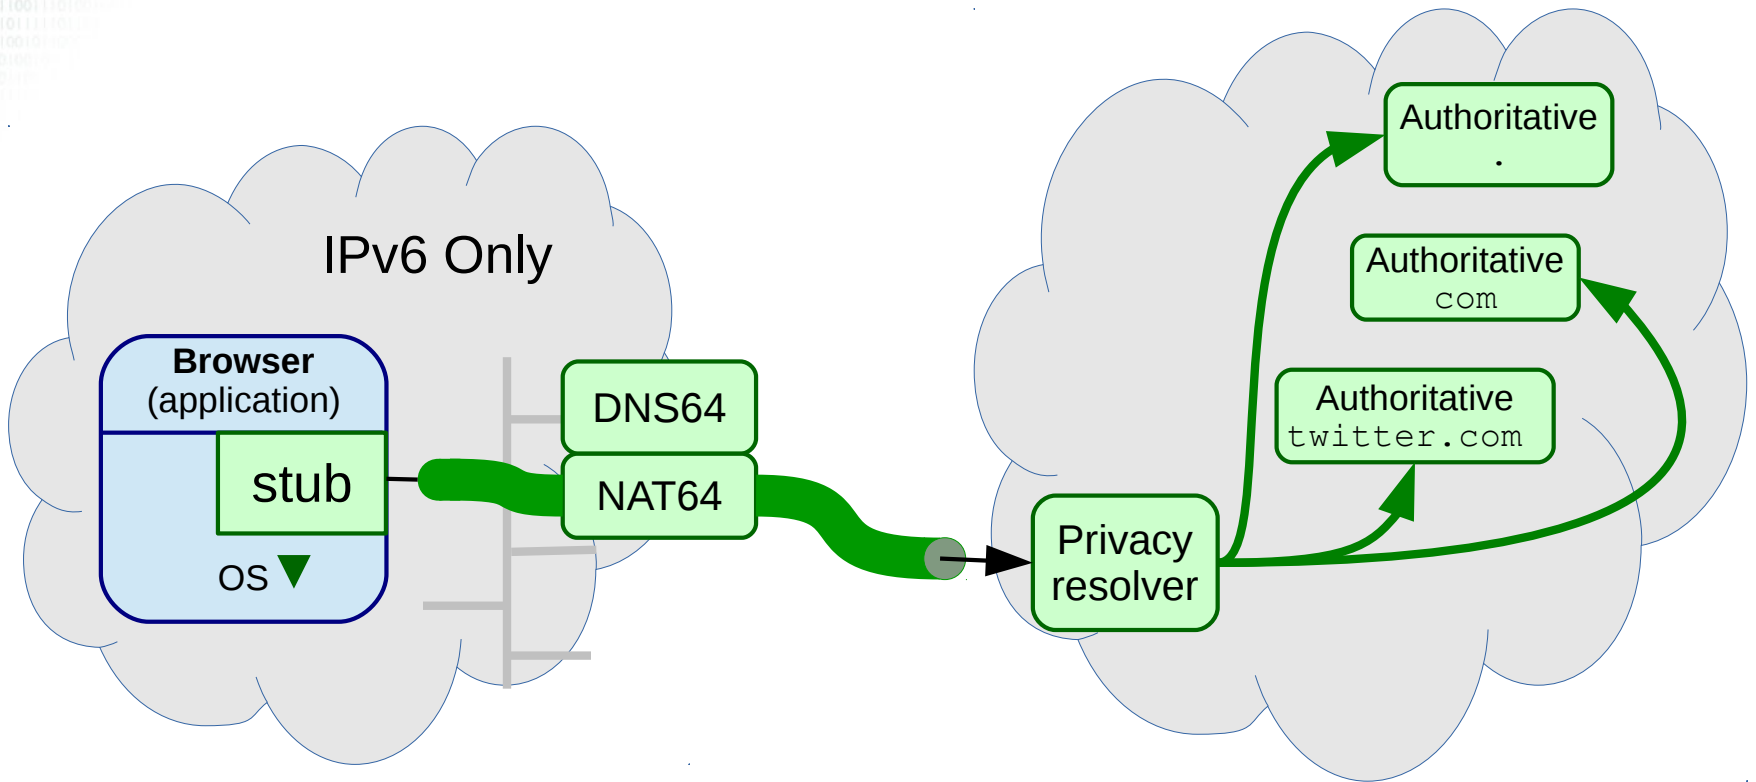 IPv6 Only
Browser
(application)
stub
OS
DNS64
NAT64
Privacy
resolver
Authoritative
.
Authoritative
com
Authoritative
twitter.com